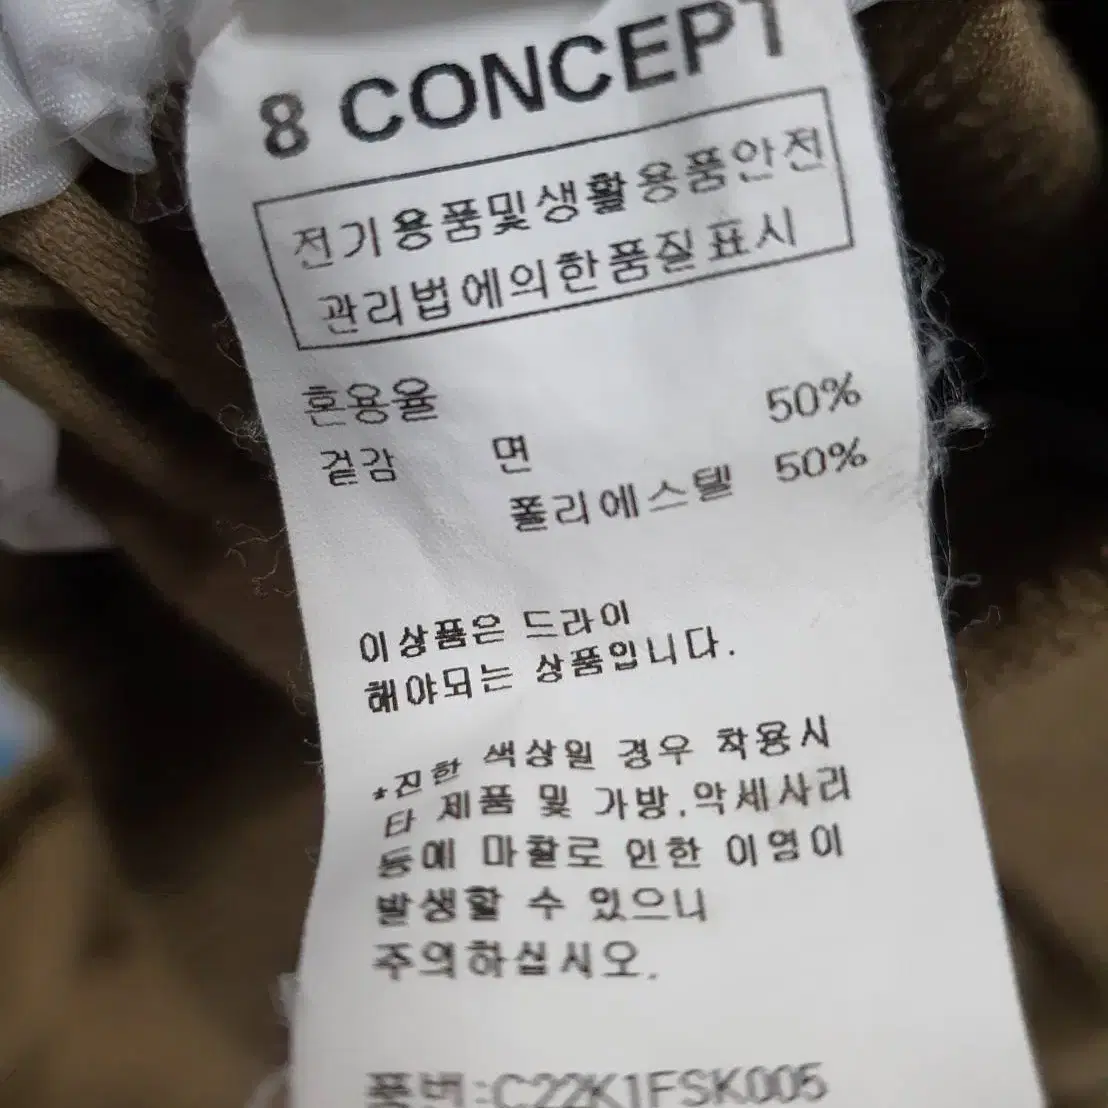 8 CONCEPT
전기용품및생활용품안전
관리법에의한품질표시
혼용율 50%
겉감 면 50%
폴리에스텔
이상품은 드라이
해야되는 상품입니다.
*진한 색상일 경우 착용시
타 제품 및 가방,악세사리
등에 마찰로 인한 이염이
발생할 수 있으니
주의하십시오.
품번:C22K1FSK005